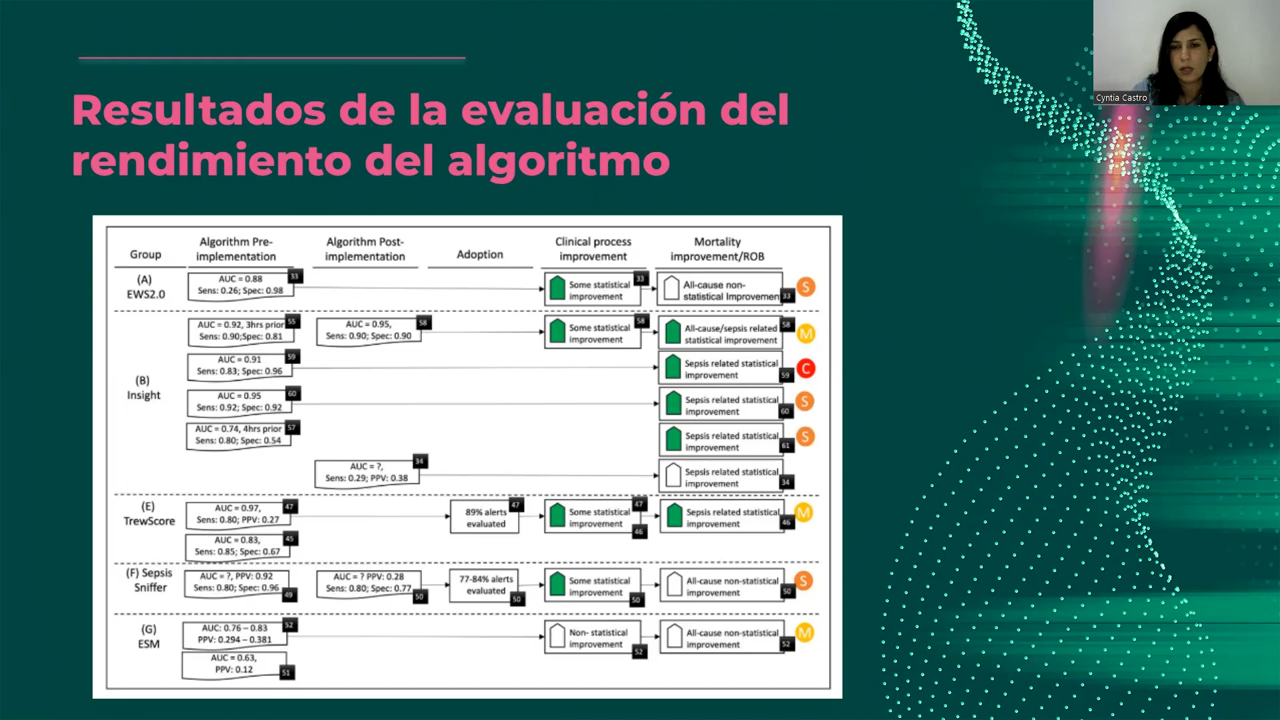 Cyntia Castro
Resultados de la evaluación del
rendimiento del algoritmo
Group
Algorithm Pre-
implementation
Algorithm Post-
implementation
Adoption
Clinical process
improvement
Mortality
improvement/ROB
(A)
EWS2.0
AUC = 0.88
Sens: 0.26; Spec: 0.98
33
Some statistical
improvement
33
All-cause non-
statistical Improvemen
33
S
(B)
Insight
AUC = 0.92, 3hrs prior
Sens: 0.90;Spec: 0.81
55
AUC = 0.95,
Sens: 0.90; Spec: 0.90
58
Some statistical
improvement
58
All-cause/sepsis related
statistical improvement
58
M
AUC = 0.91
Sens: 0.83; Spec: 0.96
59
Sepsis related statistical
improvement
59
C
AUC = 0.95
Sens: 0.92; Spec: 0.92
60
Sepsis related statistical
improvement
60
S
AUC = 0.74, 4hrs prior
Sens: 0.80; Spec: 0.54
57
Sepsis related statistical
improvement
61
S
AUC = ?,
Sens: 0.29; PPV: 0.38
34
Sepsis related statistical
improvement
34
(E)
TrewScore
AUC = 0.97,
Sens: 0.80; PPV: 0.27
47
89% alerts
evaluated
47
Some statistical
improvement
47
46
Sepsis related statistical
improvement
46
M
AUC = 0.83,
Sens: 0.85; Spec: 0.67
45
(F) Sepsis
Sniffer
AUC = ?, PPV: 0.92
Sens: 0.80; Spec: 0.96
49
AUC = ? PPV: 0.28
Sens: 0.80; Spec: 0.77
50
77-84% alerts
evaluated
50
Some statistical
improvement
50
All-cause non-statistical
improvement
50
S
(G)
ESM
AUC: 0.76 – 0.83
PPV: 0.294 – 0.381
52
Non- statistical
improvement
52
All-cause non-statistical
improvement
52
M
AUC = 0.63,
PPV: 0.12
51